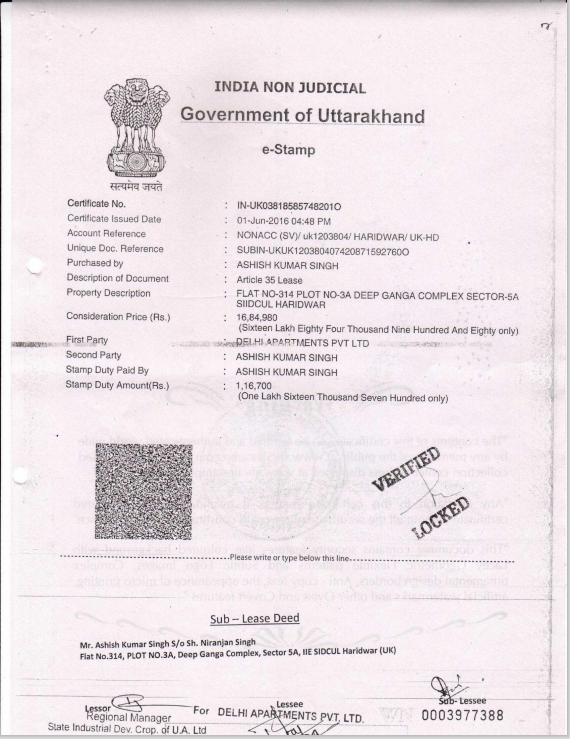 INDIA NON JUDICIAL
Government of Uttarakhand
e-Stamp
सत्यमेव जयते
Certificate No. : IN-UK03818585748201O
Certificate Issued Date : 01-Jun-2016 04:48 PM
Account Reference : NONACC (SV)/ uk1203804/ HARIDWAR/ UK-HD
Unique Doc. Reference : SUBIN-UKUK120380407420871592760O
Purchased by : ASHISH KUMAR SINGH
Description of Document : Article 35 Lease
Property Description : FLAT NO-314 PLOT NO-3A DEEP GANGA COMPLEX SECTOR-5A
SIIDCUL HARIDWAR
Consideration Price (Rs.) : 16,84,980
(Sixteen Lakh Eighty Four Thousand Nine Hundred And Eighty only)
First Party : DELHI APARTMENTS PVT LTD
Second Party : ASHISH KUMAR SINGH
Stamp Duty Paid By : ASHISH KUMAR SINGH
Stamp Duty Amount(Rs.) : 1,16,700
(One Lakh Sixteen Thousand Seven Hundred only)
VERIFIED
LOCKED
Please write or type below this line
Sub – Lease Deed
Mr. Ashish Kumar Singh S/o Sh. Niranjan Singh
Flat No.314, PLOT NO.3A, Deep Ganga Complex, Sector 5A, IIE SIDCUL Haridwar (UK)
Lessor Lessee Sub- Lessee
Regional Manager For DELHI APARTMENTS PVT. LTD. 0003977388
State Industrial Dev. Crop. of U.A. Ltd